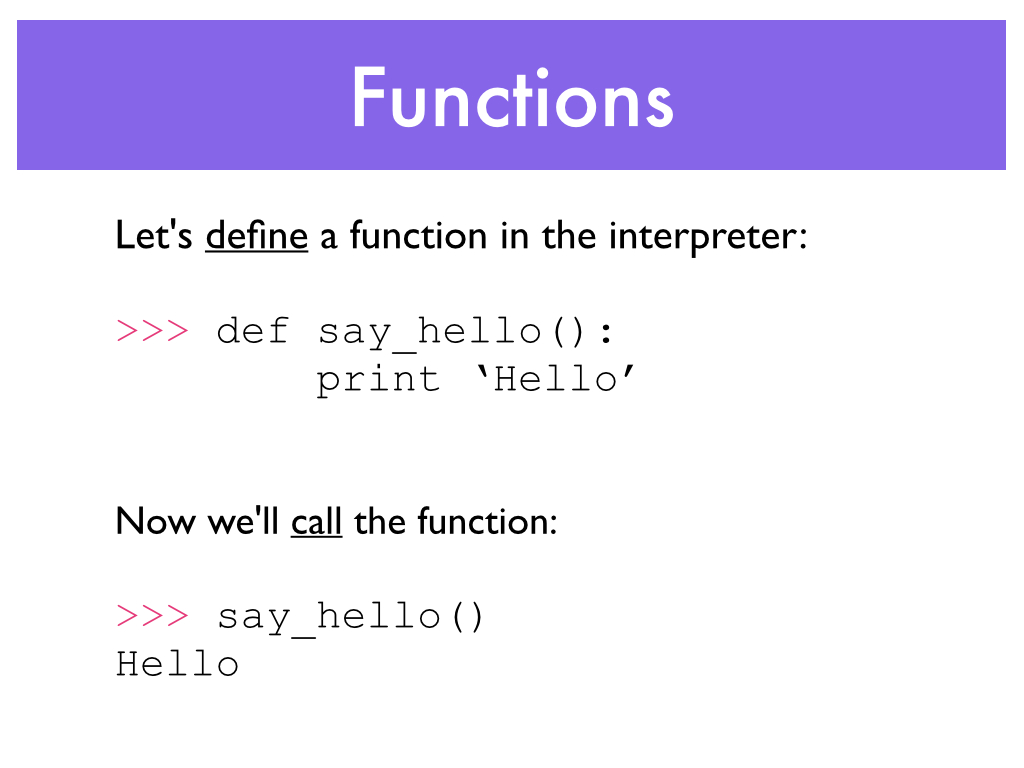 Functions
Let's define a function in the interpreter:
>>> def say_hello():
        print ‘Hello’
Now we'll call the function:
>>> say_hello()
Hello